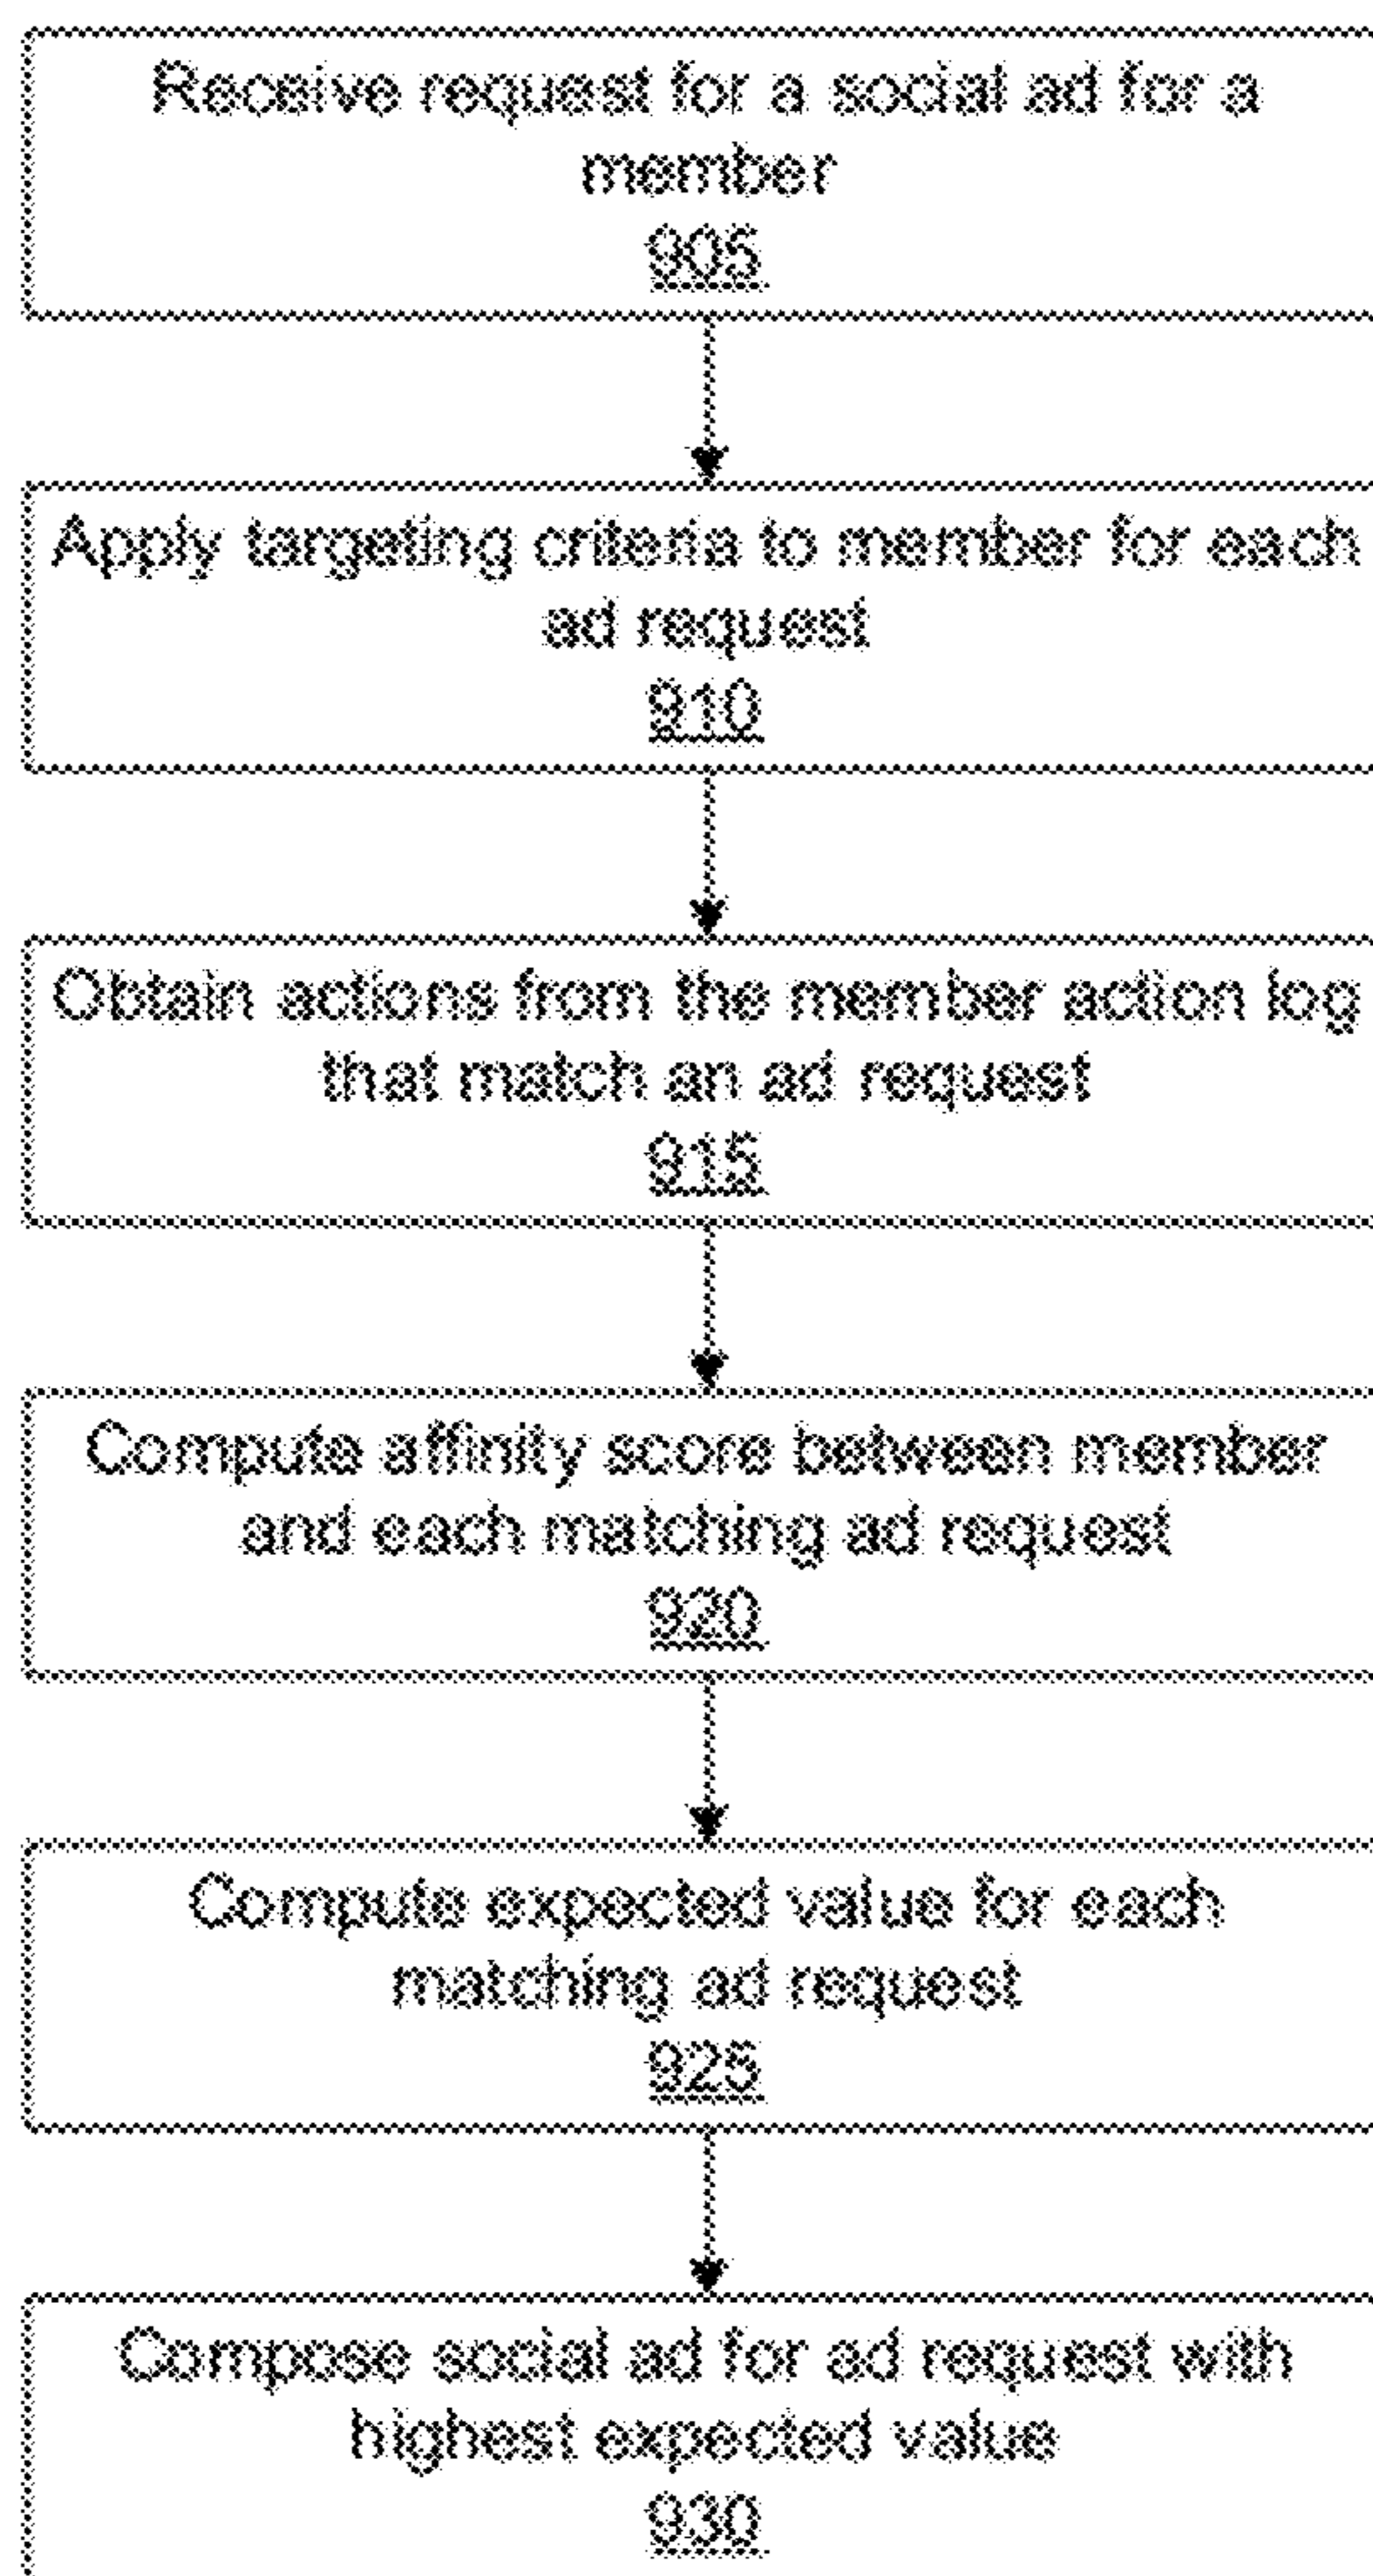 Receive request for a social ad for a
member
905
Apply targeting criteria to member for each
ad request
910
Obtain actions from the member action log
that match an ad request
915
Compute affinity score between member
and each matching ad request
920
Compute expected value for each
matching ad request
925
Compose social ad for ad request with
highest expected value
930